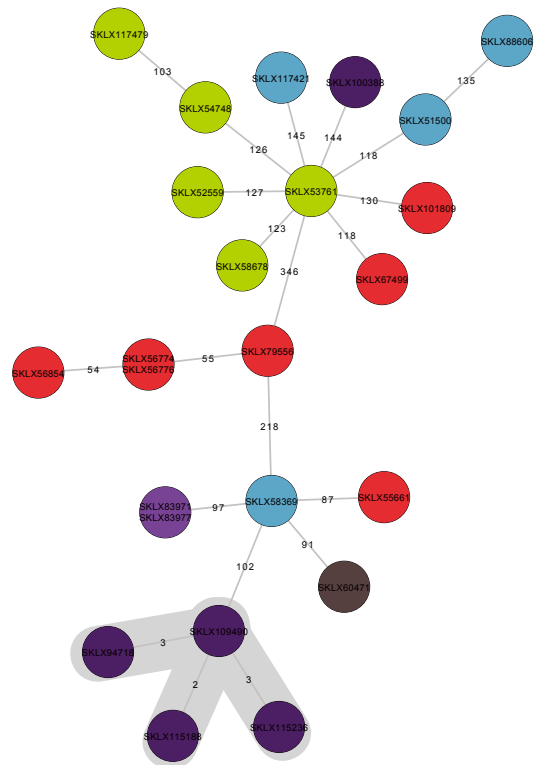 SKLX117479
SKLX88606
103
SKLX117421
SKLX100388
135
SKLX54748
SKLX51500
145
144
126
118
SKLX52559
127
SKLX53761
130
SKLX101809
123
118
SKLX58678
346
SKLX67499
SKLX79556
SKLX56774
SKLX56776
55
54
SKLX56854
218
SKLX83971
SKLX83977
97
SKLX58369
87
SKLX55661
91
102
SKLX60471
SKLX109490
SKLX94718
3
2
3
SKLX115188
SKLX115236